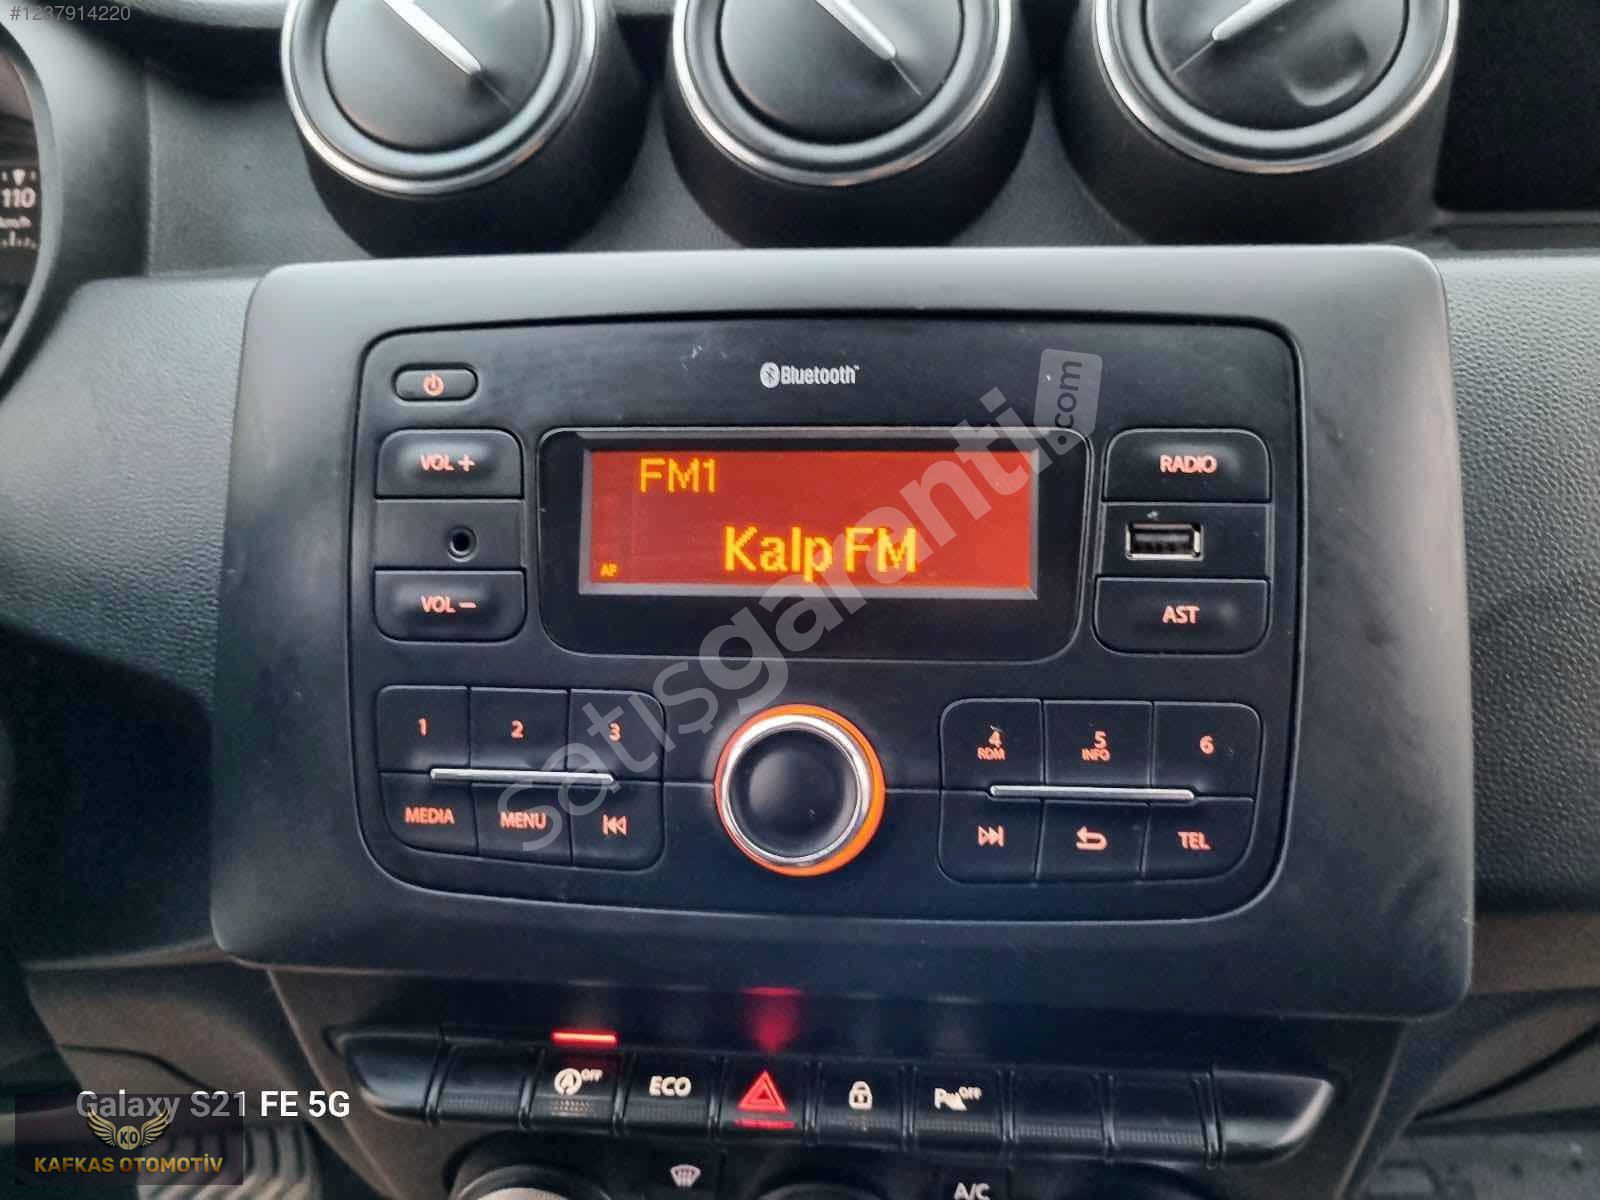 #1237914220
110
km/h
Bluetooth
VOL +
FM1
Kalp FM
AF
VOL −
RADIO
AST
satışgaranti.com
1
2
3
4
RDM
5
INFO
6
MEDIA
MENU
TEL
OFF
ECO
OFF
A/C
Galaxy S21 FE 5G
KO
KAFKAS OTOMOTİV